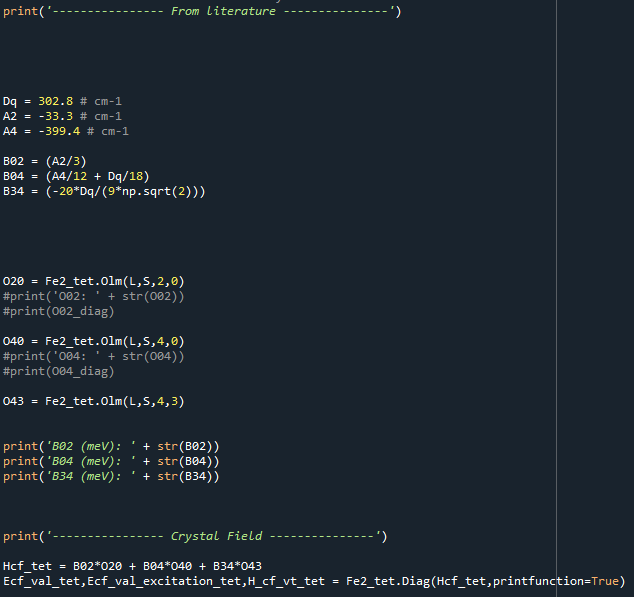 print('---------------- From literature ---------------')
Dq = 302.8 # cm-1
A2 = -33.3 # cm-1
A4 = -399.4 # cm-1
B02 = (A2/3)
B04 = (A4/12 + Dq/18)
B34 = (-20*Dq/(9*np.sqrt(2)))
O20 = Fe2_tet.Olm(L,S,2,0)
#print('O02: ' + str(O02))
#print(O02_diag)
O40 = Fe2_tet.Olm(L,S,4,0)
#print('O04: ' + str(O04))
#print(O04_diag)
O43 = Fe2_tet.Olm(L,S,4,3)
print('B02 (meV): ' + str(B02))
print('B04 (meV): ' + str(B04))
print('B34 (meV): ' + str(B34))
print('---------------- Crystal Field ---------------')
Hcf_tet = B02*O20 + B04*O40 + B34*O43
Ecf_val_tet,Ecf_val_excitation_tet,H_cf_vt_tet = Fe2_tet.Diag(Hcf_tet,printfunction=True)